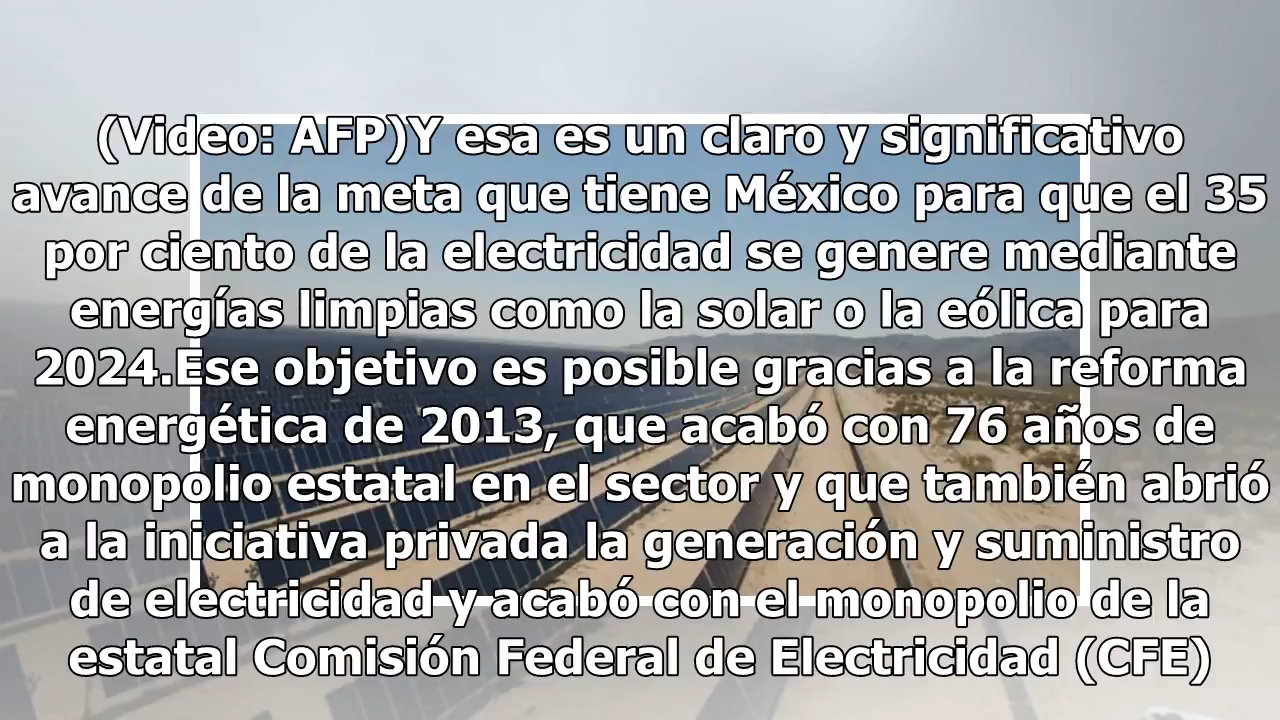 (Video: AFP)Y esa es un claro y significativo
avance de la meta que tiene México para que el 35
por ciento de la electricidad se genere mediante
energías limpias como la solar o la eólica para
2024.Ese objetivo es posible gracias a la reforma
energética de 2013, que acabó con 76 años de
monopolio estatal en el sector y que también abrió
a la iniciativa privada la generación y suministro
de electricidad y acabó con el monopolio de la
estatal Comisión Federal de Electricidad (CFE)